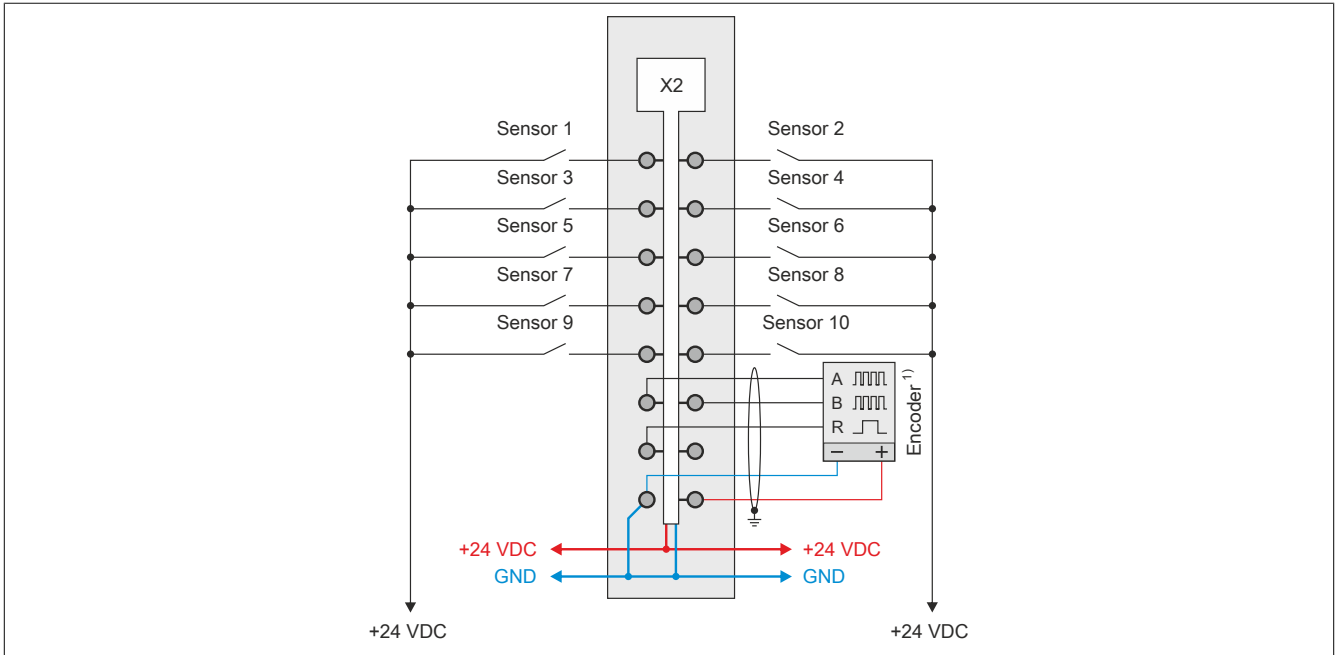 X2
Sensor 1 Sensor 2
Sensor 3 Sensor 4
Sensor 5 Sensor 6
Sensor 7 Sensor 8
Sensor 9 Sensor 10
A
B
R
− +
Encoder 1)
+24 VDC +24 VDC
GND GND
+24 VDC +24 VDC